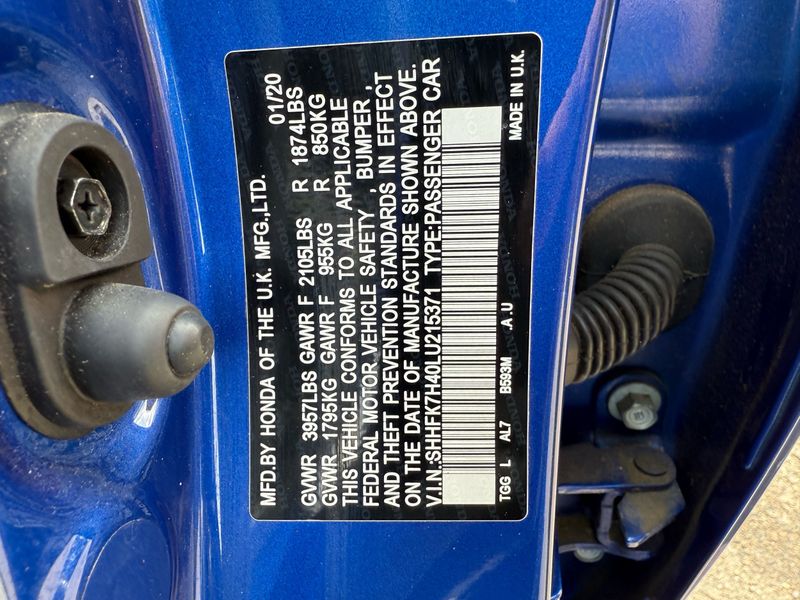 MFD.BY HONDA OF THE U.K. MFG.,LTD. 01/20
GVWR 3957LBS GAWR F 2105LBS R 1874LBS
GVWR 1795KG GAWR F 955KG R 850KG
THIS VEHICLE CONFORMS TO ALL APPLICABLE
FEDERAL MOTOR VEHICLE SAFETY , BUMPER ,
AND THEFT PREVENTION STANDARDS IN EFFECT
ON THE DATE OF MANUFACTURE SHOWN ABOVE.
V.I.N.:SHHFK7H40LU215371 TYPE:PASSENGER CAR
TGG L AL7 B593M .A .U MADE IN U.K.